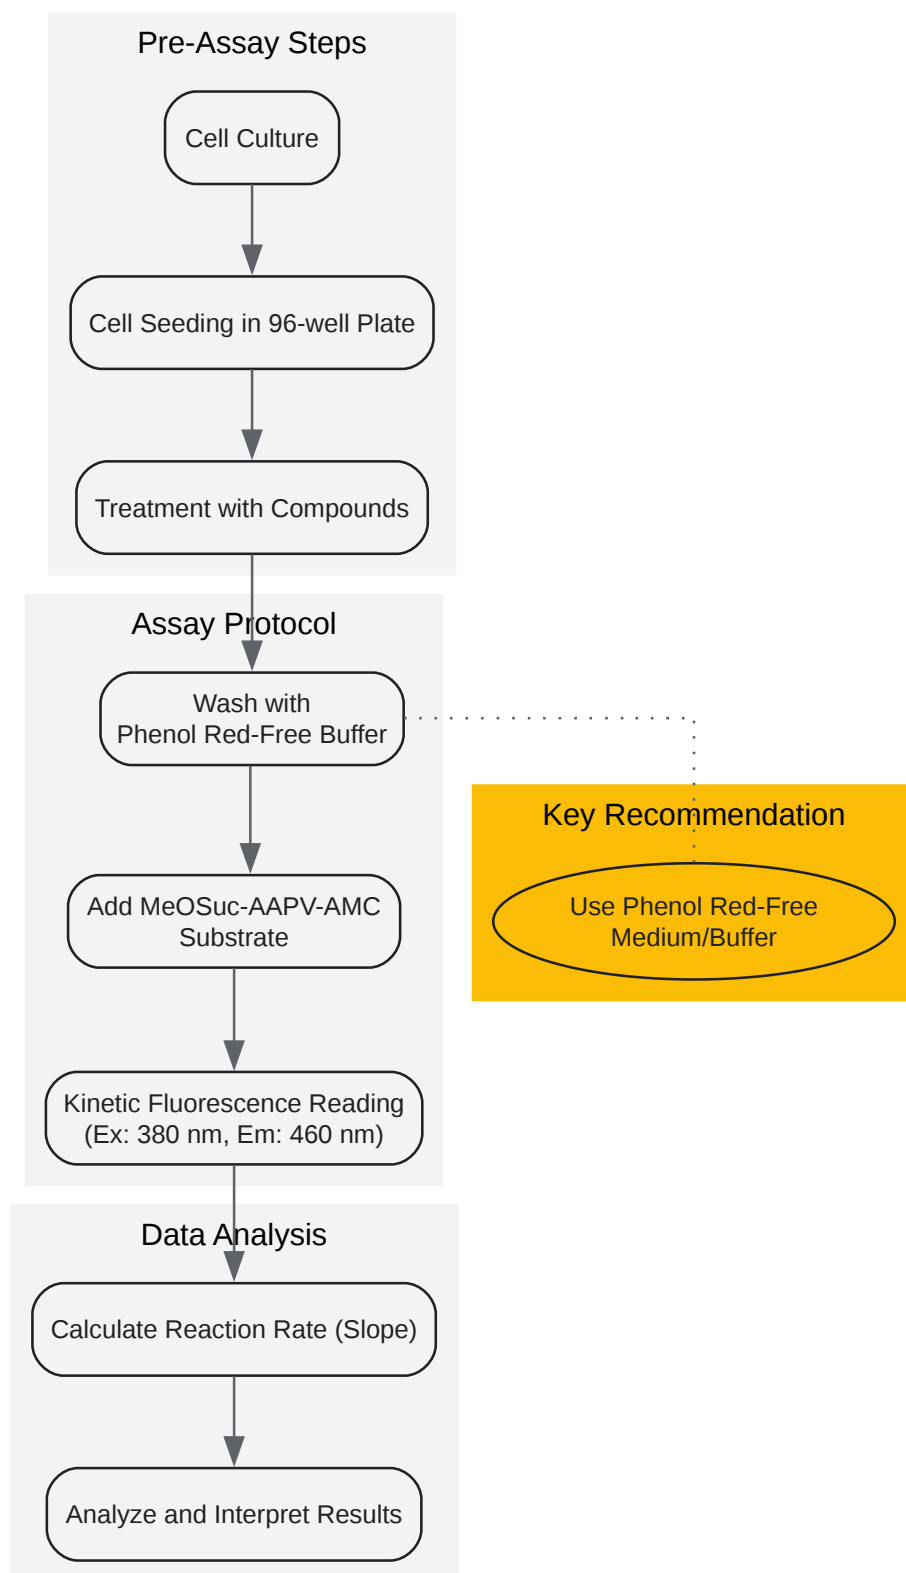 Pre-Assay Steps
Cell Culture
Cell Seeding in 96-well Plate
Treatment with Compounds
Assay Protocol
Wash with
Phenol Red-Free Buffer
Key Recommendation
Use Phenol Red-Free
Medium/Buffer
Add MeOSuc-AAPV-AMC
Substrate
Kinetic Fluorescence Reading
(Ex: 380 nm, Em: 460 nm)
Data Analysis
Calculate Reaction Rate (Slope)
Analyze and Interpret Results